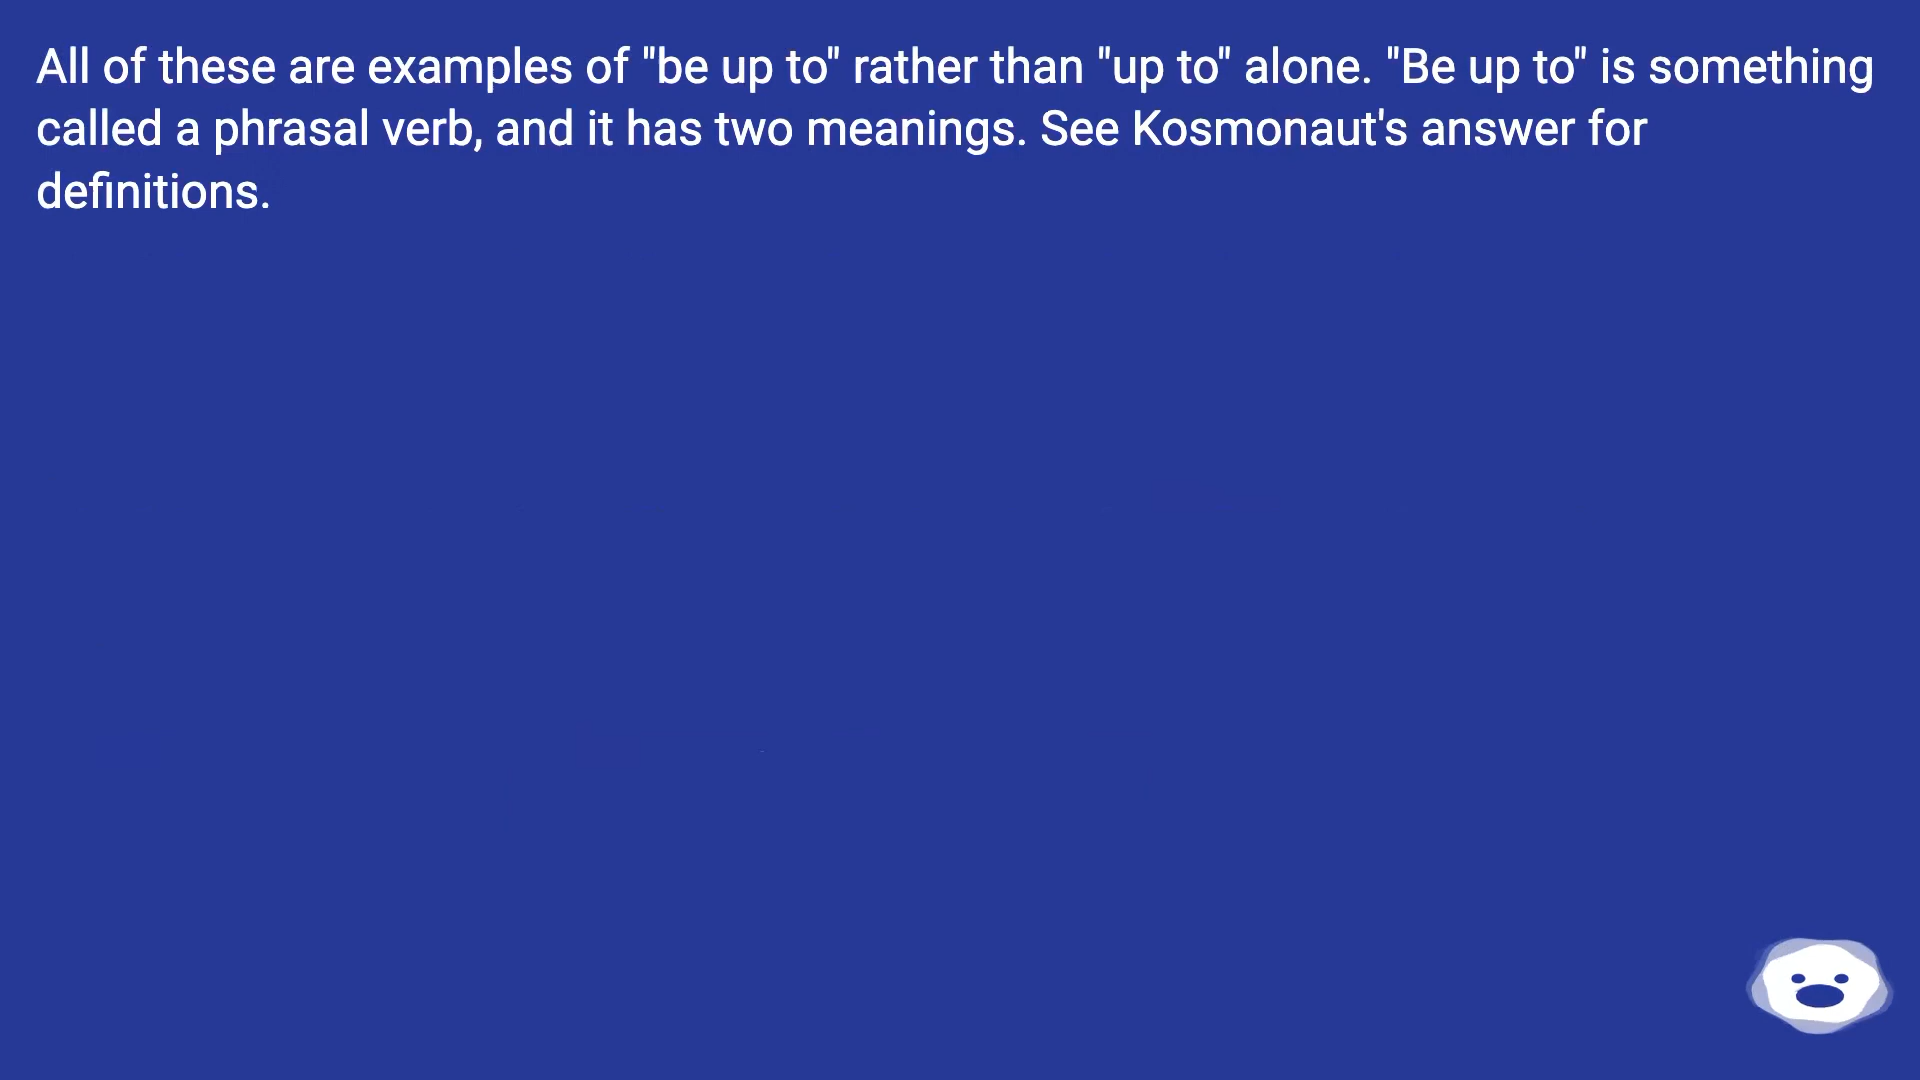 All of these are examples of "be up to" rather than "up to" alone. "Be up to" is something
called a phrasal verb, and it has two meanings. See Kosmonaut's answer for
definitions.